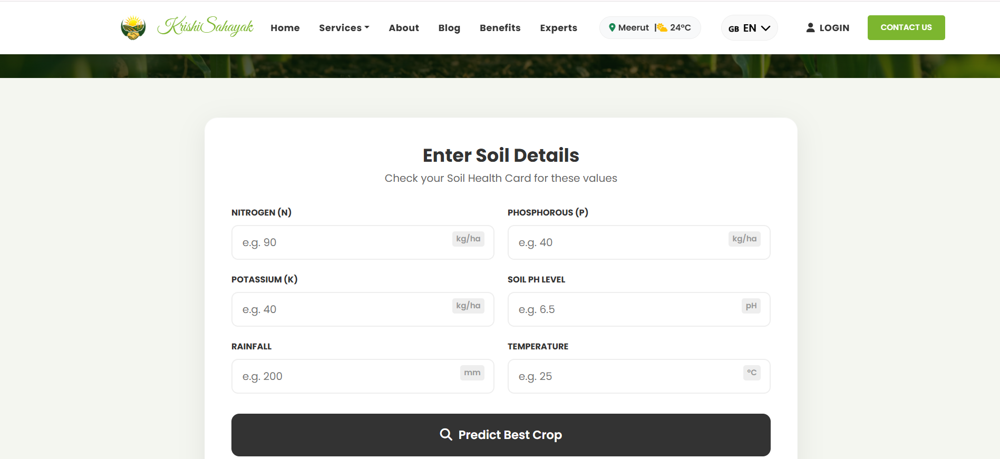 KrishiSahayak Home Services About Blog Benefits Experts Meerut | 24°C GB EN LOGIN CONTACT US
Enter Soil Details
Check your Soil Health Card for these values
NITROGEN (N) PHOSPHOROUS (P)
e.g. 90 kg/ha e.g. 40 kg/ha
POTASSIUM (K) SOIL PH LEVEL
e.g. 40 kg/ha e.g. 6.5 pH
RAINFALL TEMPERATURE
e.g. 200 mm e.g. 25 °C
Predict Best Crop